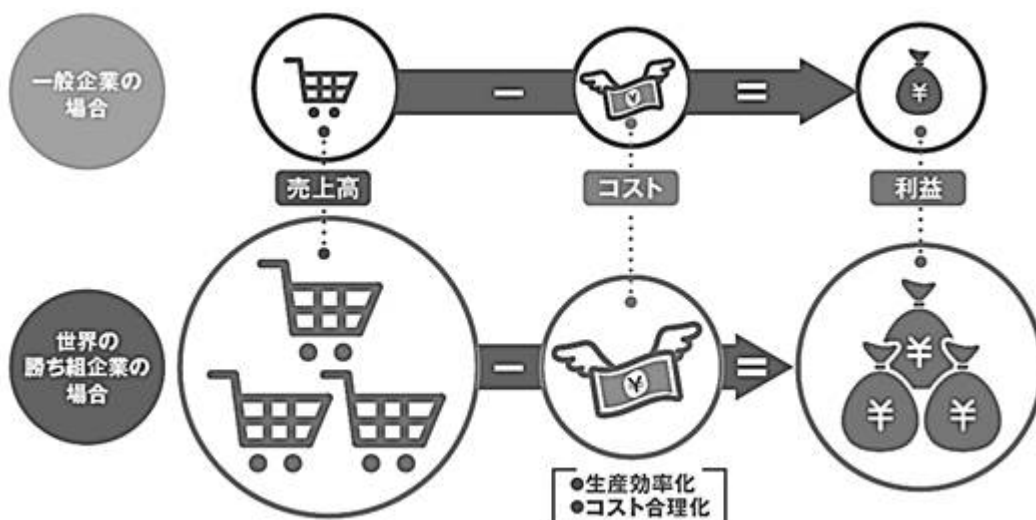 一般企業の
場合
－
¥
＝
¥
売上高
コスト
利益
世界の
勝ち組企業の
場合
－
¥
＝
¥
¥
¥
●生産効率化
●コスト合理化